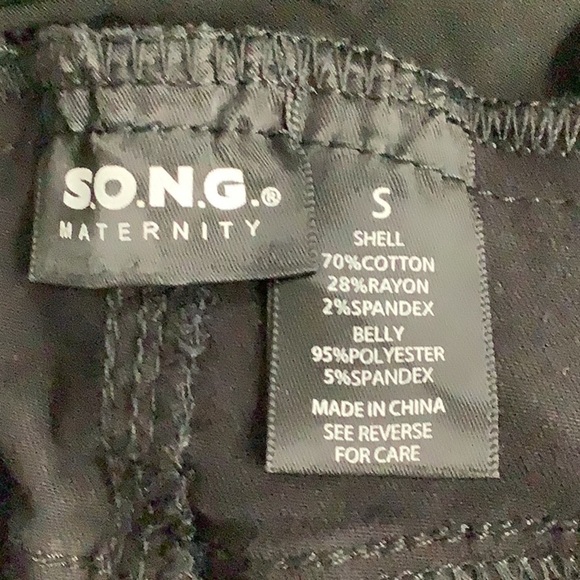 S.O.N.G.®
MATERNITY
S
SHELL
70%COTTON
28%RAYON
2%SPANDEX
BELLY
95%POLYESTER
5%SPANDEX
MADE IN CHINA
SEE REVERSE
FOR CARE